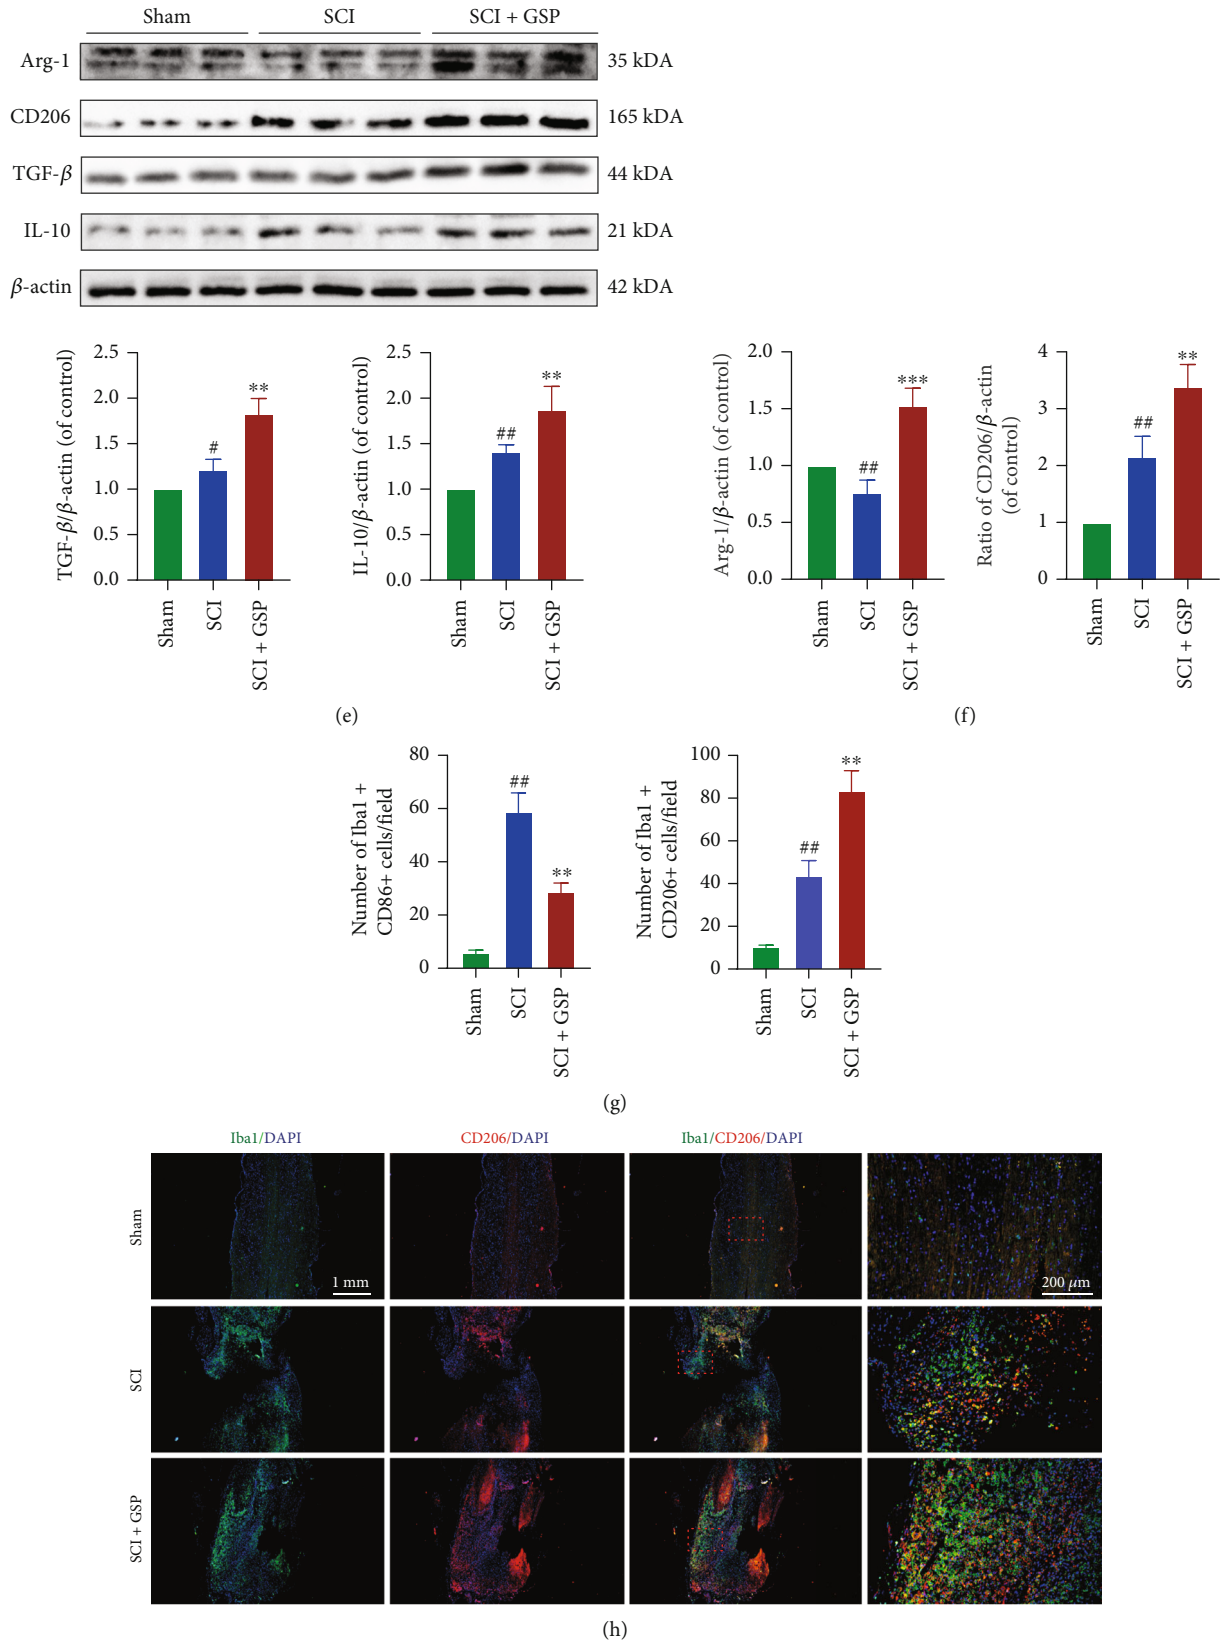 Sham SCI SCI + GSP
Arg-1 35 kDA
CD206 165 kDA
TGF-β 44 kDA
IL-10 21 kDA
β-actin 42 kDA
TGF-β/β-actin (of control)
2.5
2.0
1.5
1.0
0.5
0.0
#
**
Sham
SCI
SCI + GSP
IL-10/β-actin (of control)
2.5
2.0
1.5
1.0
0.5
0.0
##
**
Sham
SCI
SCI + GSP
(e)
Arg-1/β-actin (of control)
2.0
1.5
1.0
0.5
0.0
##
***
Sham
SCI
SCI + GSP
Ratio of CD206/β-actin
(of control)
4
3
2
1
0
##
**
Sham
SCI
SCI + GSP
(f)
Number of Iba1 +
CD86+ cells/field
80
60
40
20
0
##
**
Sham
SCI
SCI + GSP
Number of Iba1 +
CD206+ cells/field
100
80
60
40
20
0
##
**
Sham
SCI
SCI + GSP
(g)
Iba1/DAPI CD206/DAPI Iba1/CD206/DAPI
Sham
1 mm
200 μm
SCI
SCI + GSP
(h)